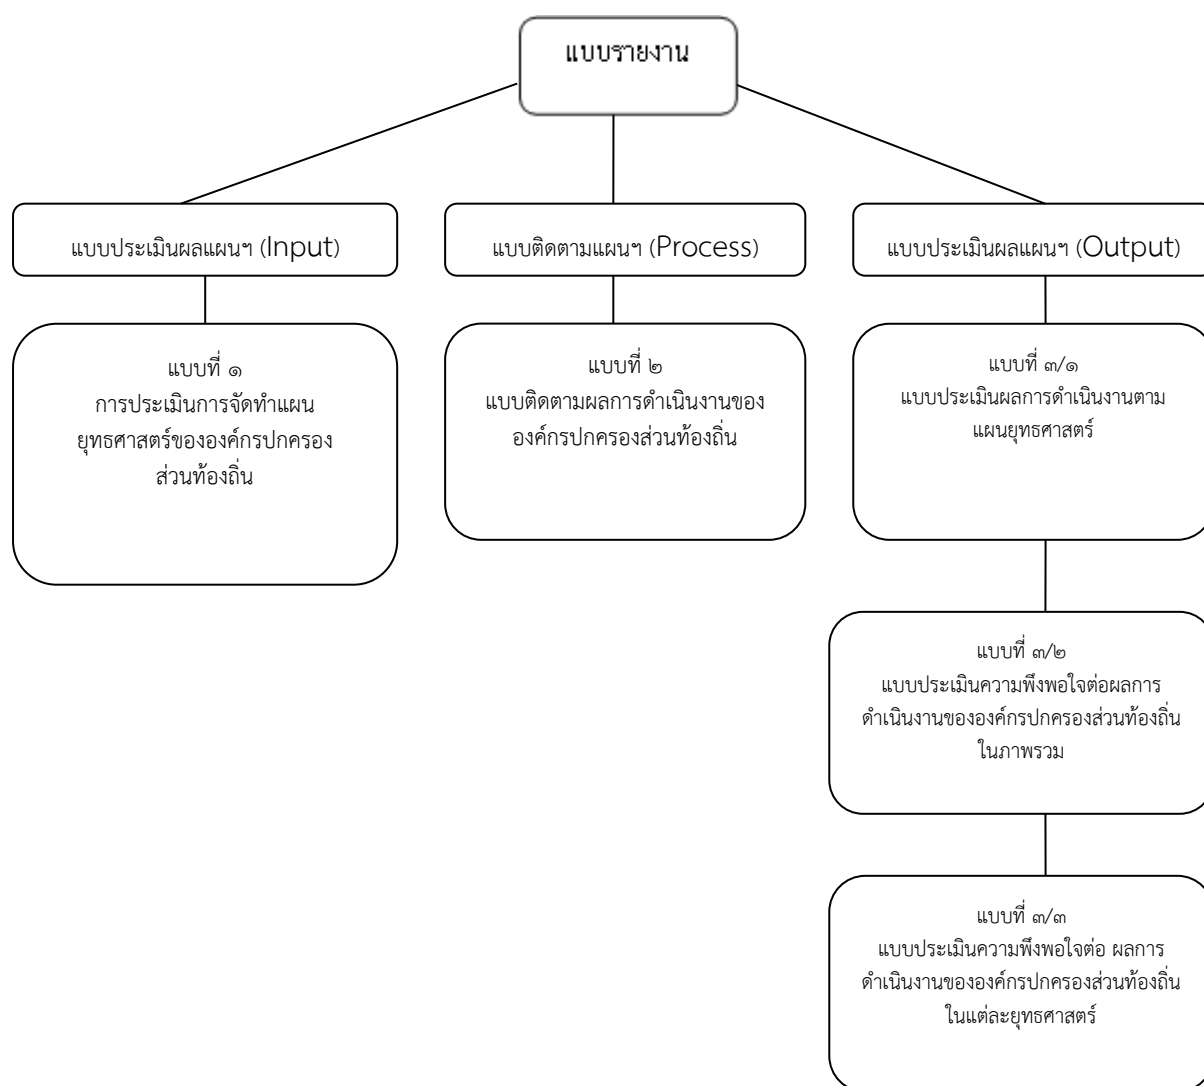 แบบรายงาน
แบบประเมินผลแผนฯ (Input)
แบบติดตามแผนฯ (Process)
แบบประเมินผลแผนฯ (Output)
แบบที่ ๑
การประเมินการจัดทำแผน
ยุทธศาสตร์ขององค์กรปกครอง
ส่วนท้องถิ่น
แบบที่ ๒
แบบติดตามผลการดำเนินงานของ
องค์กรปกครองส่วนท้องถิ่น
แบบที่ ๓/๑
แบบประเมินผลการดำเนินงานตาม
แผนยุทธศาสตร์
แบบที่ ๓/๒
แบบประเมินความพึงพอใจต่อผลการ
ดำเนินงานขององค์กรปกครองส่วนท้องถิ่น
ในภาพรวม
แบบที่ ๓/๓
แบบประเมินความพึงพอใจต่อ ผลการ
ดำเนินงานขององค์กรปกครองส่วนท้องถิ่น
ในแต่ละยุทธศาสตร์